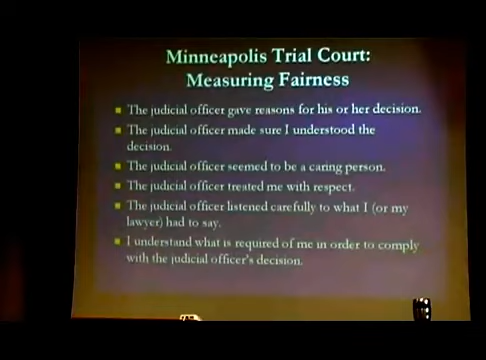 Minneapolis Trial Court:
Measuring Fairness
The judicial officer gave reasons for his or her decision.
The judicial officer made sure I understood the
decision.
The judicial officer seemed to be a caring person.
The judicial officer treated me with respect.
The judicial officer listened carefully to what I (or my
lawyer) had to say.
I understand what is required of me in order to comply
with the judicial officer's decision.